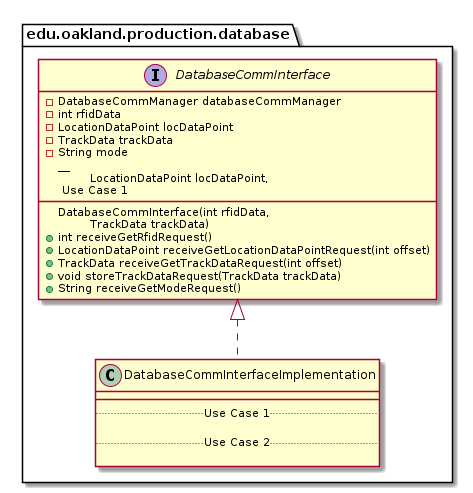 edu.oakland.production.database
I DatabaseCommInterface
DatabaseCommManager databaseCommManager
int rfidData
LocationDataPoint locDataPoint
TrackData trackData
String mode
__
LocationDataPoint locDataPoint,
Use Case 1
DatabaseCommInterface(int rfidData,
TrackData trackData)
int receiveGetRfidRequest()
LocationDataPoint receiveGetLocationDataPointRequest(int offset)
TrackData receiveGetTrackDataRequest(int offset)
void storeTrackDataRequest(TrackData trackData)
String receiveGetModeRequest()
C DatabaseCommInterfaceImplementation
Use Case 1
Use Case 2